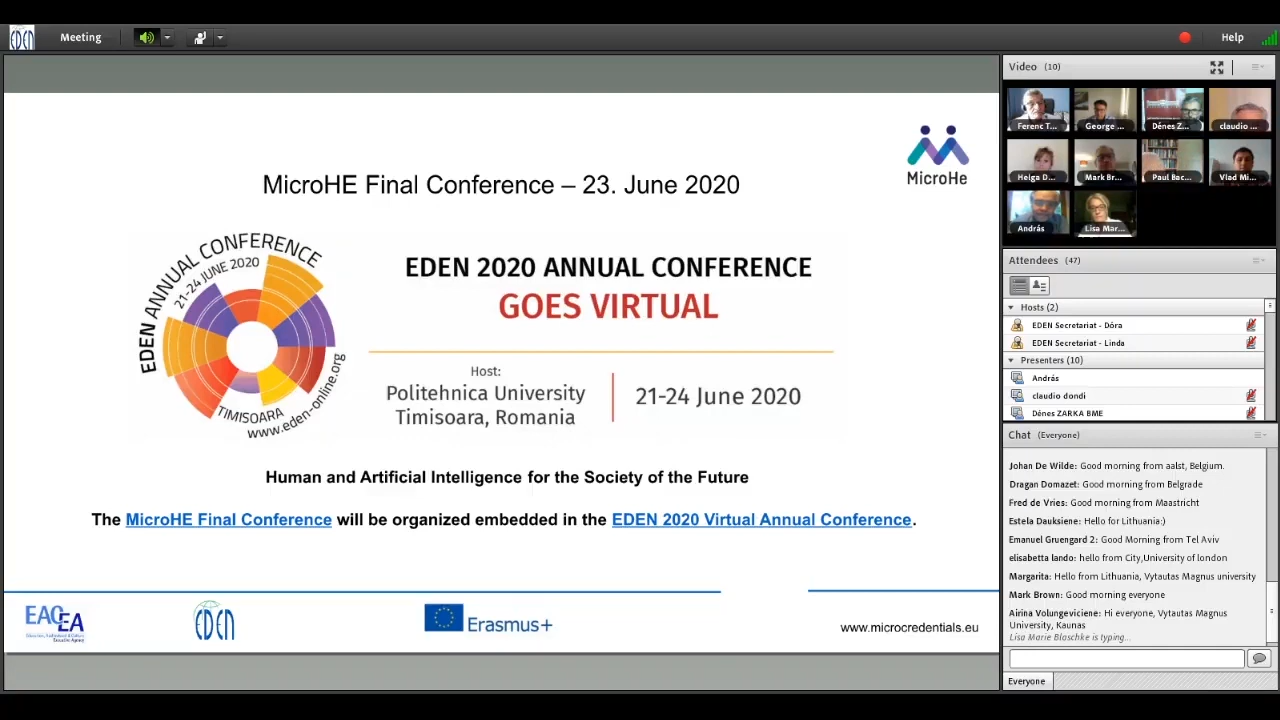 EDEN
Meeting
Help
MicroHe
MicroHE Final Conference – 23. June 2020
EDEN ANNUAL CONFERENCE
21-24 JUNE 2020
TIMISOARA
www.eden-online.org
EDEN 2020 ANNUAL CONFERENCE
GOES VIRTUAL
Host:
Politehnica University
Timisoara, Romania
21-24 June 2020
Human and Artificial Intelligence for the Society of the Future
The MicroHE Final Conference will be organized embedded in the EDEN 2020 Virtual Annual Conference.
EACEA
EDEN
Erasmus+
www.microcredentials.eu
Video (10)
Ferenc T...
George ...
Dénes Z...
claudio ...
Helga D...
Mark Br...
Paul Bac...
Vlad Mi...
András
Lisa Mar...
Attendees (47)
Hosts (2)
EDEN Secretariat - Dóra
EDEN Secretariat - Linda
Presenters (10)
András
claudio dondi
Dénes ZARKA BME
Chat (Everyone)
Johan De Wilde: Good morning from aalst, Belgium.
Dragan Domazet: Good morning from Belgrade
Fred de Vries: Good morning from Maastricht
Estela Dauksiene: Hello for Lithuania:)
Emanuel Gruengard 2: Good Morning from Tel Aviv
elisabetta lando: hello from City,University of london
Margarita: Hello from Lithuania, Vytautas Magnus university
Mark Brown: Good morning everyone
Airina Volungeviciene: Hi everyone, Vytautas Magnus
University, Kaunas
Lisa Marie Blaschke is typing...
Everyone